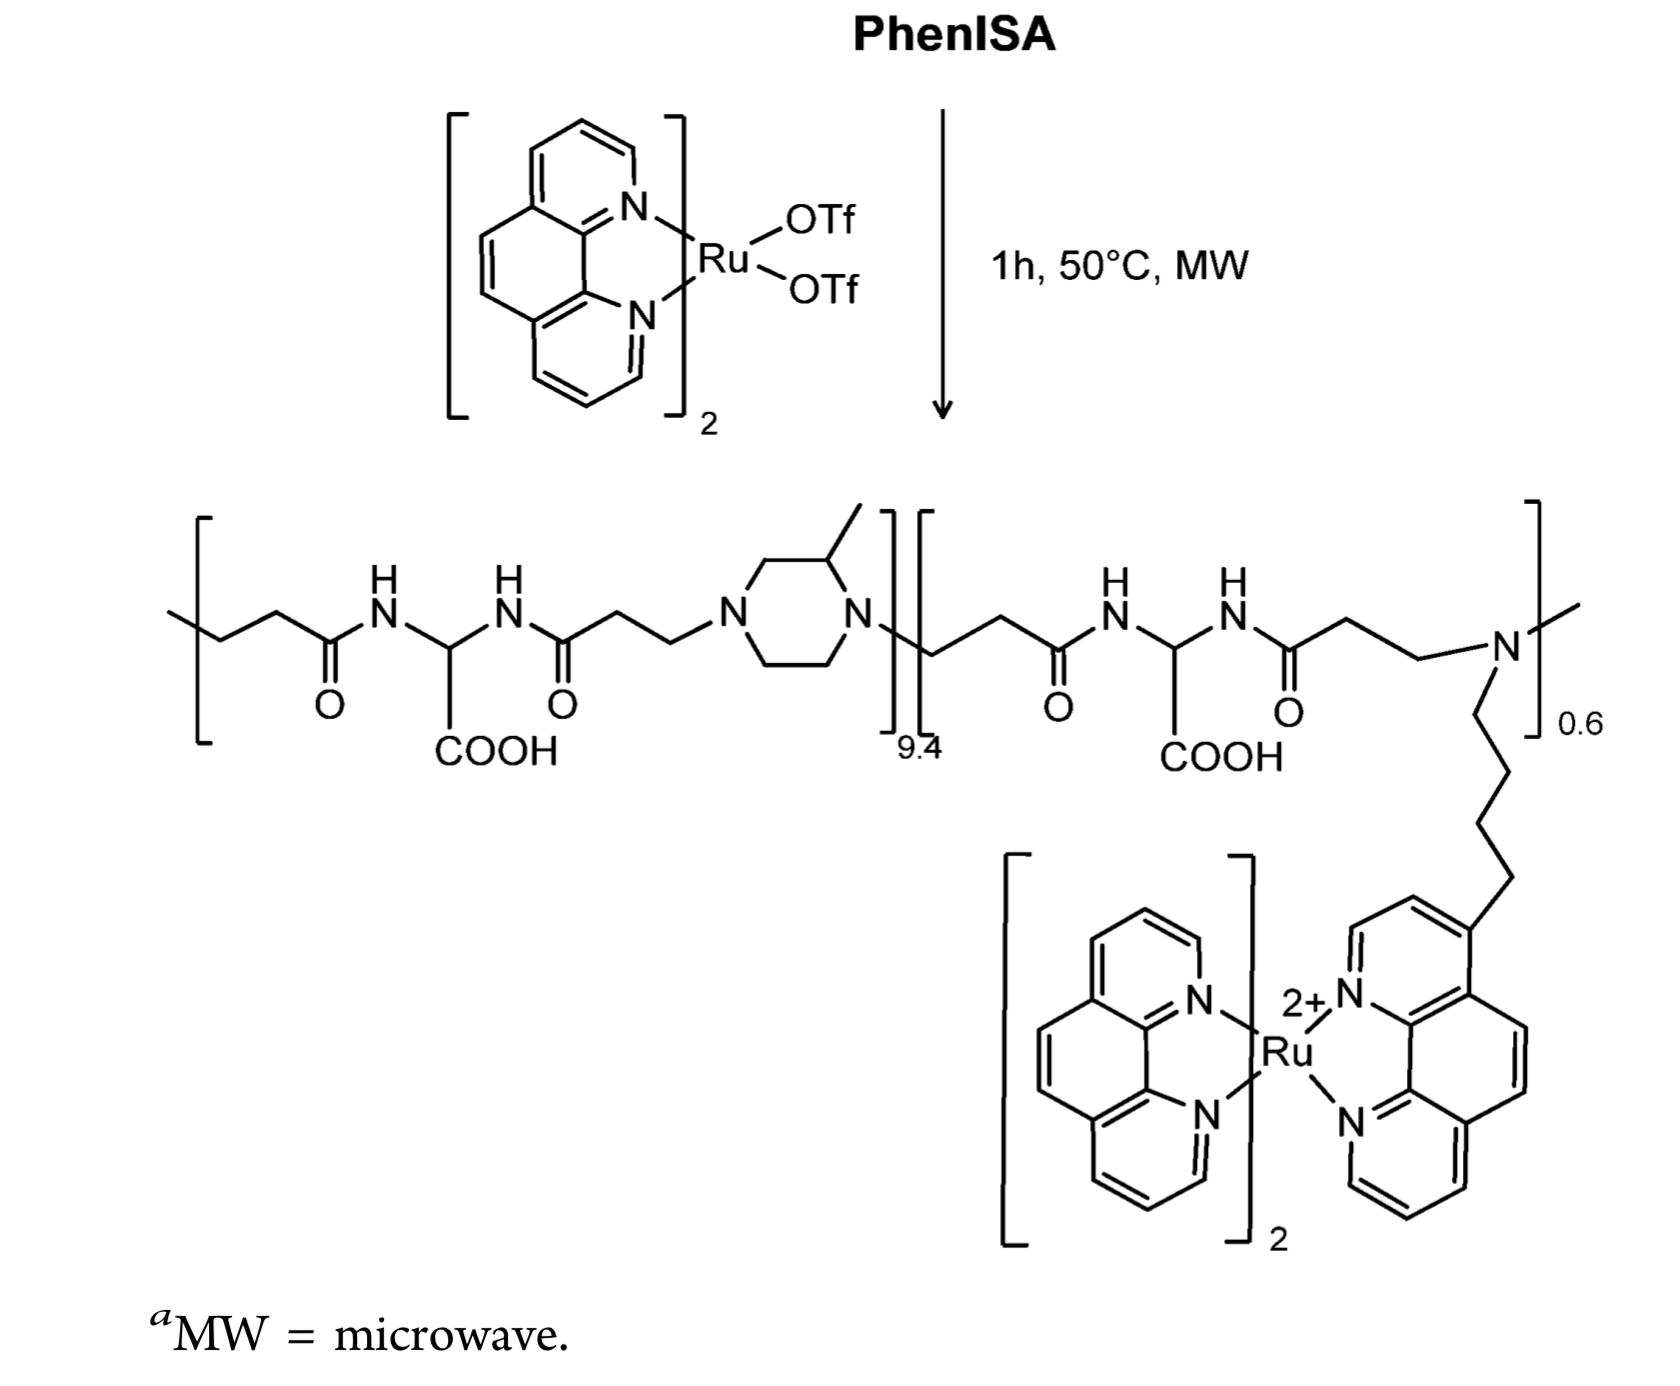 PhenISA
N
N
2
Ru
OTf
OTf
1h, 50°C, MW
H
N
H
N
O
O
COOH
N
N
9.4
H
N
H
N
O
O
COOH
N
0.6
N
N
2
2+
Ru
N
N
ᵃMW = microwave.